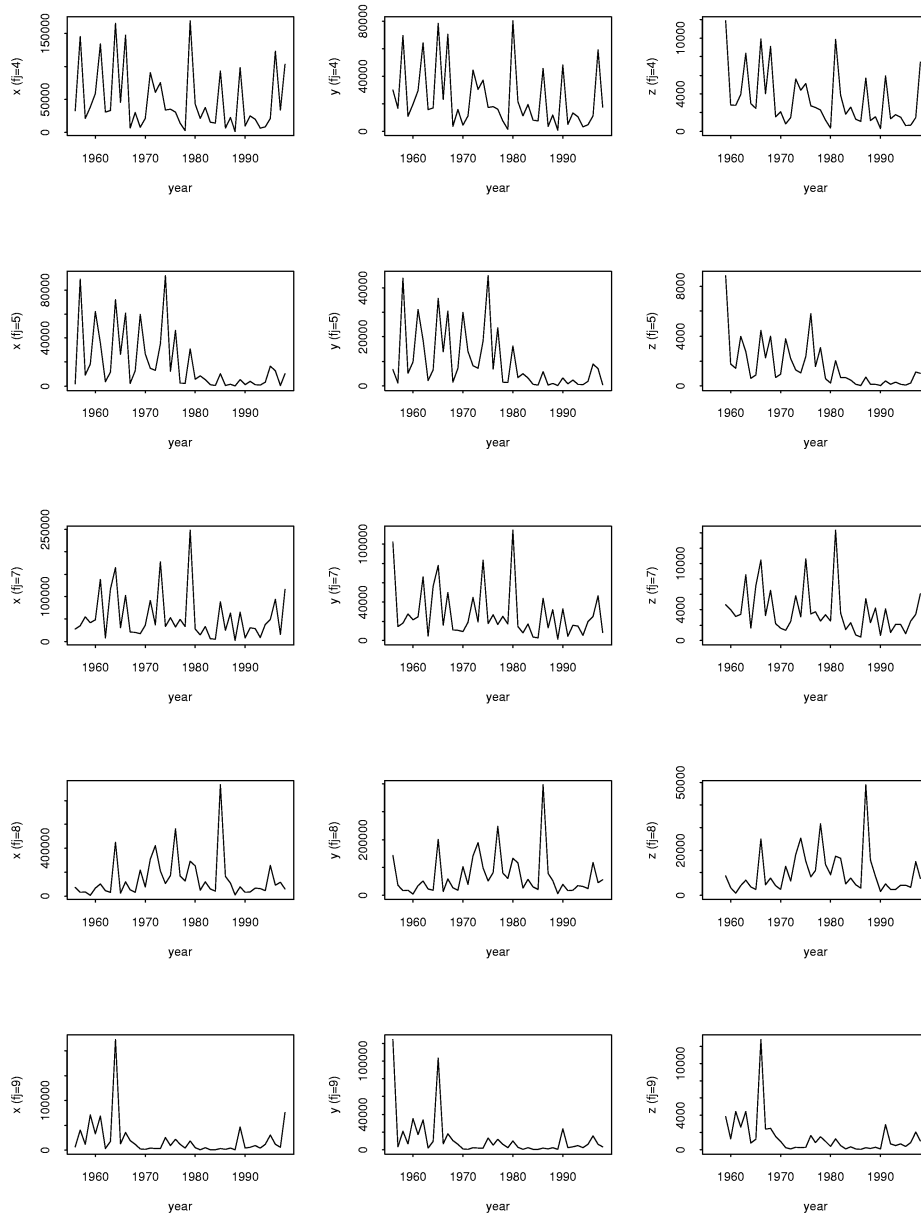 x (fj=4)
0 50000 150000
1960 1970 1980 1990
year
y (fj=4)
0 40000 80000
1960 1970 1980 1990
year
z (fj=4)
0 4000 10000
1960 1970 1980 1990
year
x (fj=5)
0 40000 80000
1960 1970 1980 1990
year
y (fj=5)
0 20000 40000
1960 1970 1980 1990
year
z (fj=5)
0 4000 8000
1960 1970 1980 1990
year
x (fj=7)
0 100000 250000
1960 1970 1980 1990
year
y (fj=7)
0 40000 100000
1960 1970 1980 1990
year
z (fj=7)
0 4000 10000
1960 1970 1980 1990
year
x (fj=8)
0 400000
1960 1970 1980 1990
year
y (fj=8)
0 200000
1960 1970 1980 1990
year
z (fj=8)
0 20000 50000
1960 1970 1980 1990
year
x (fj=9)
0 100000
1960 1970 1980 1990
year
y (fj=9)
0 40000 100000
1960 1970 1980 1990
year
z (fj=9)
0 4000 10000
1960 1970 1980 1990
year